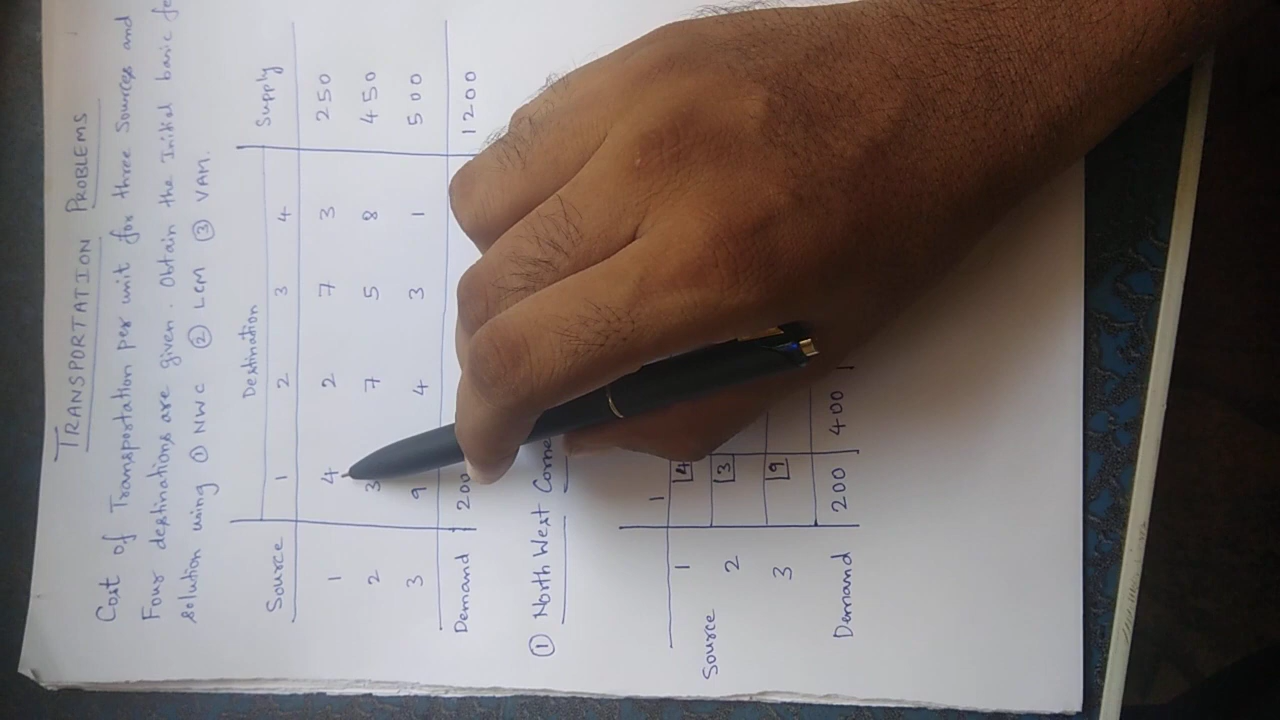 TRANSPORTATION PROBLEMS
Cost of Transportation per unit for three Sources and
Four destinations are given. Obtain the Initial basic
solution using ① NWC ② LCM ③ VAM.
Destination
Source 1 2 3 4 Supply
1 4 2 7 3 250
2 3 7 5 8 450
3 9 4 3 1 500
Demand 200 1200
① North West
1
Source 1 4
2 3
3 9
Demand 200 400